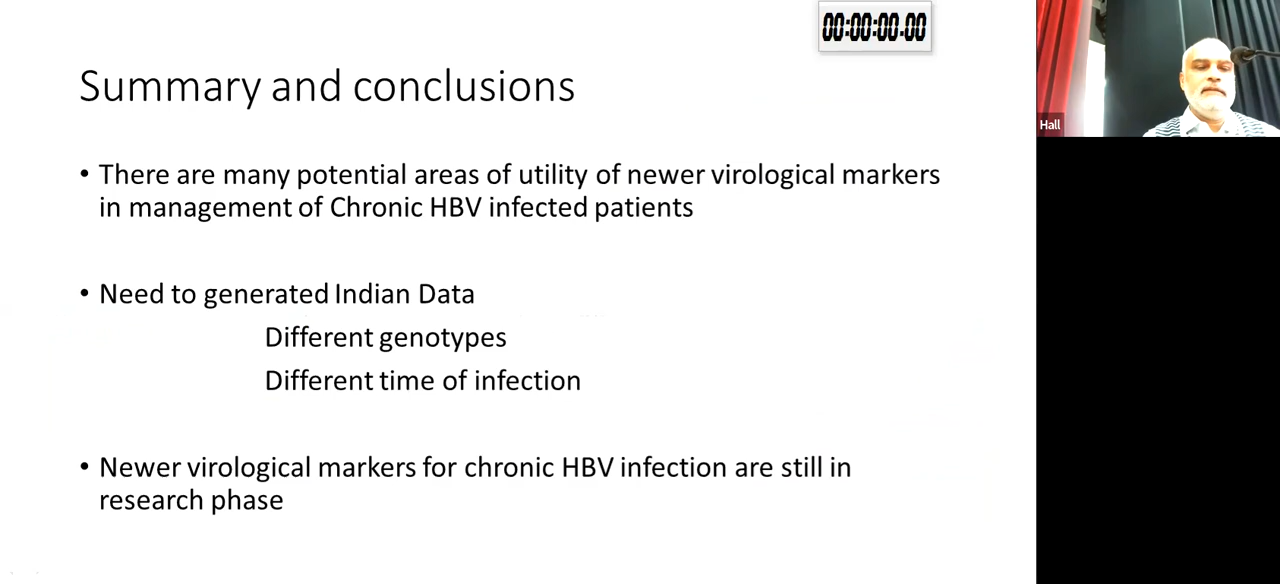 00:00:00.00
Summary and conclusions
• There are many potential areas of utility of newer virological markers
in management of Chronic HBV infected patients
• Need to generated Indian Data
Different genotypes
Different time of infection
• Newer virological markers for chronic HBV infection are still in
research phase
Hall